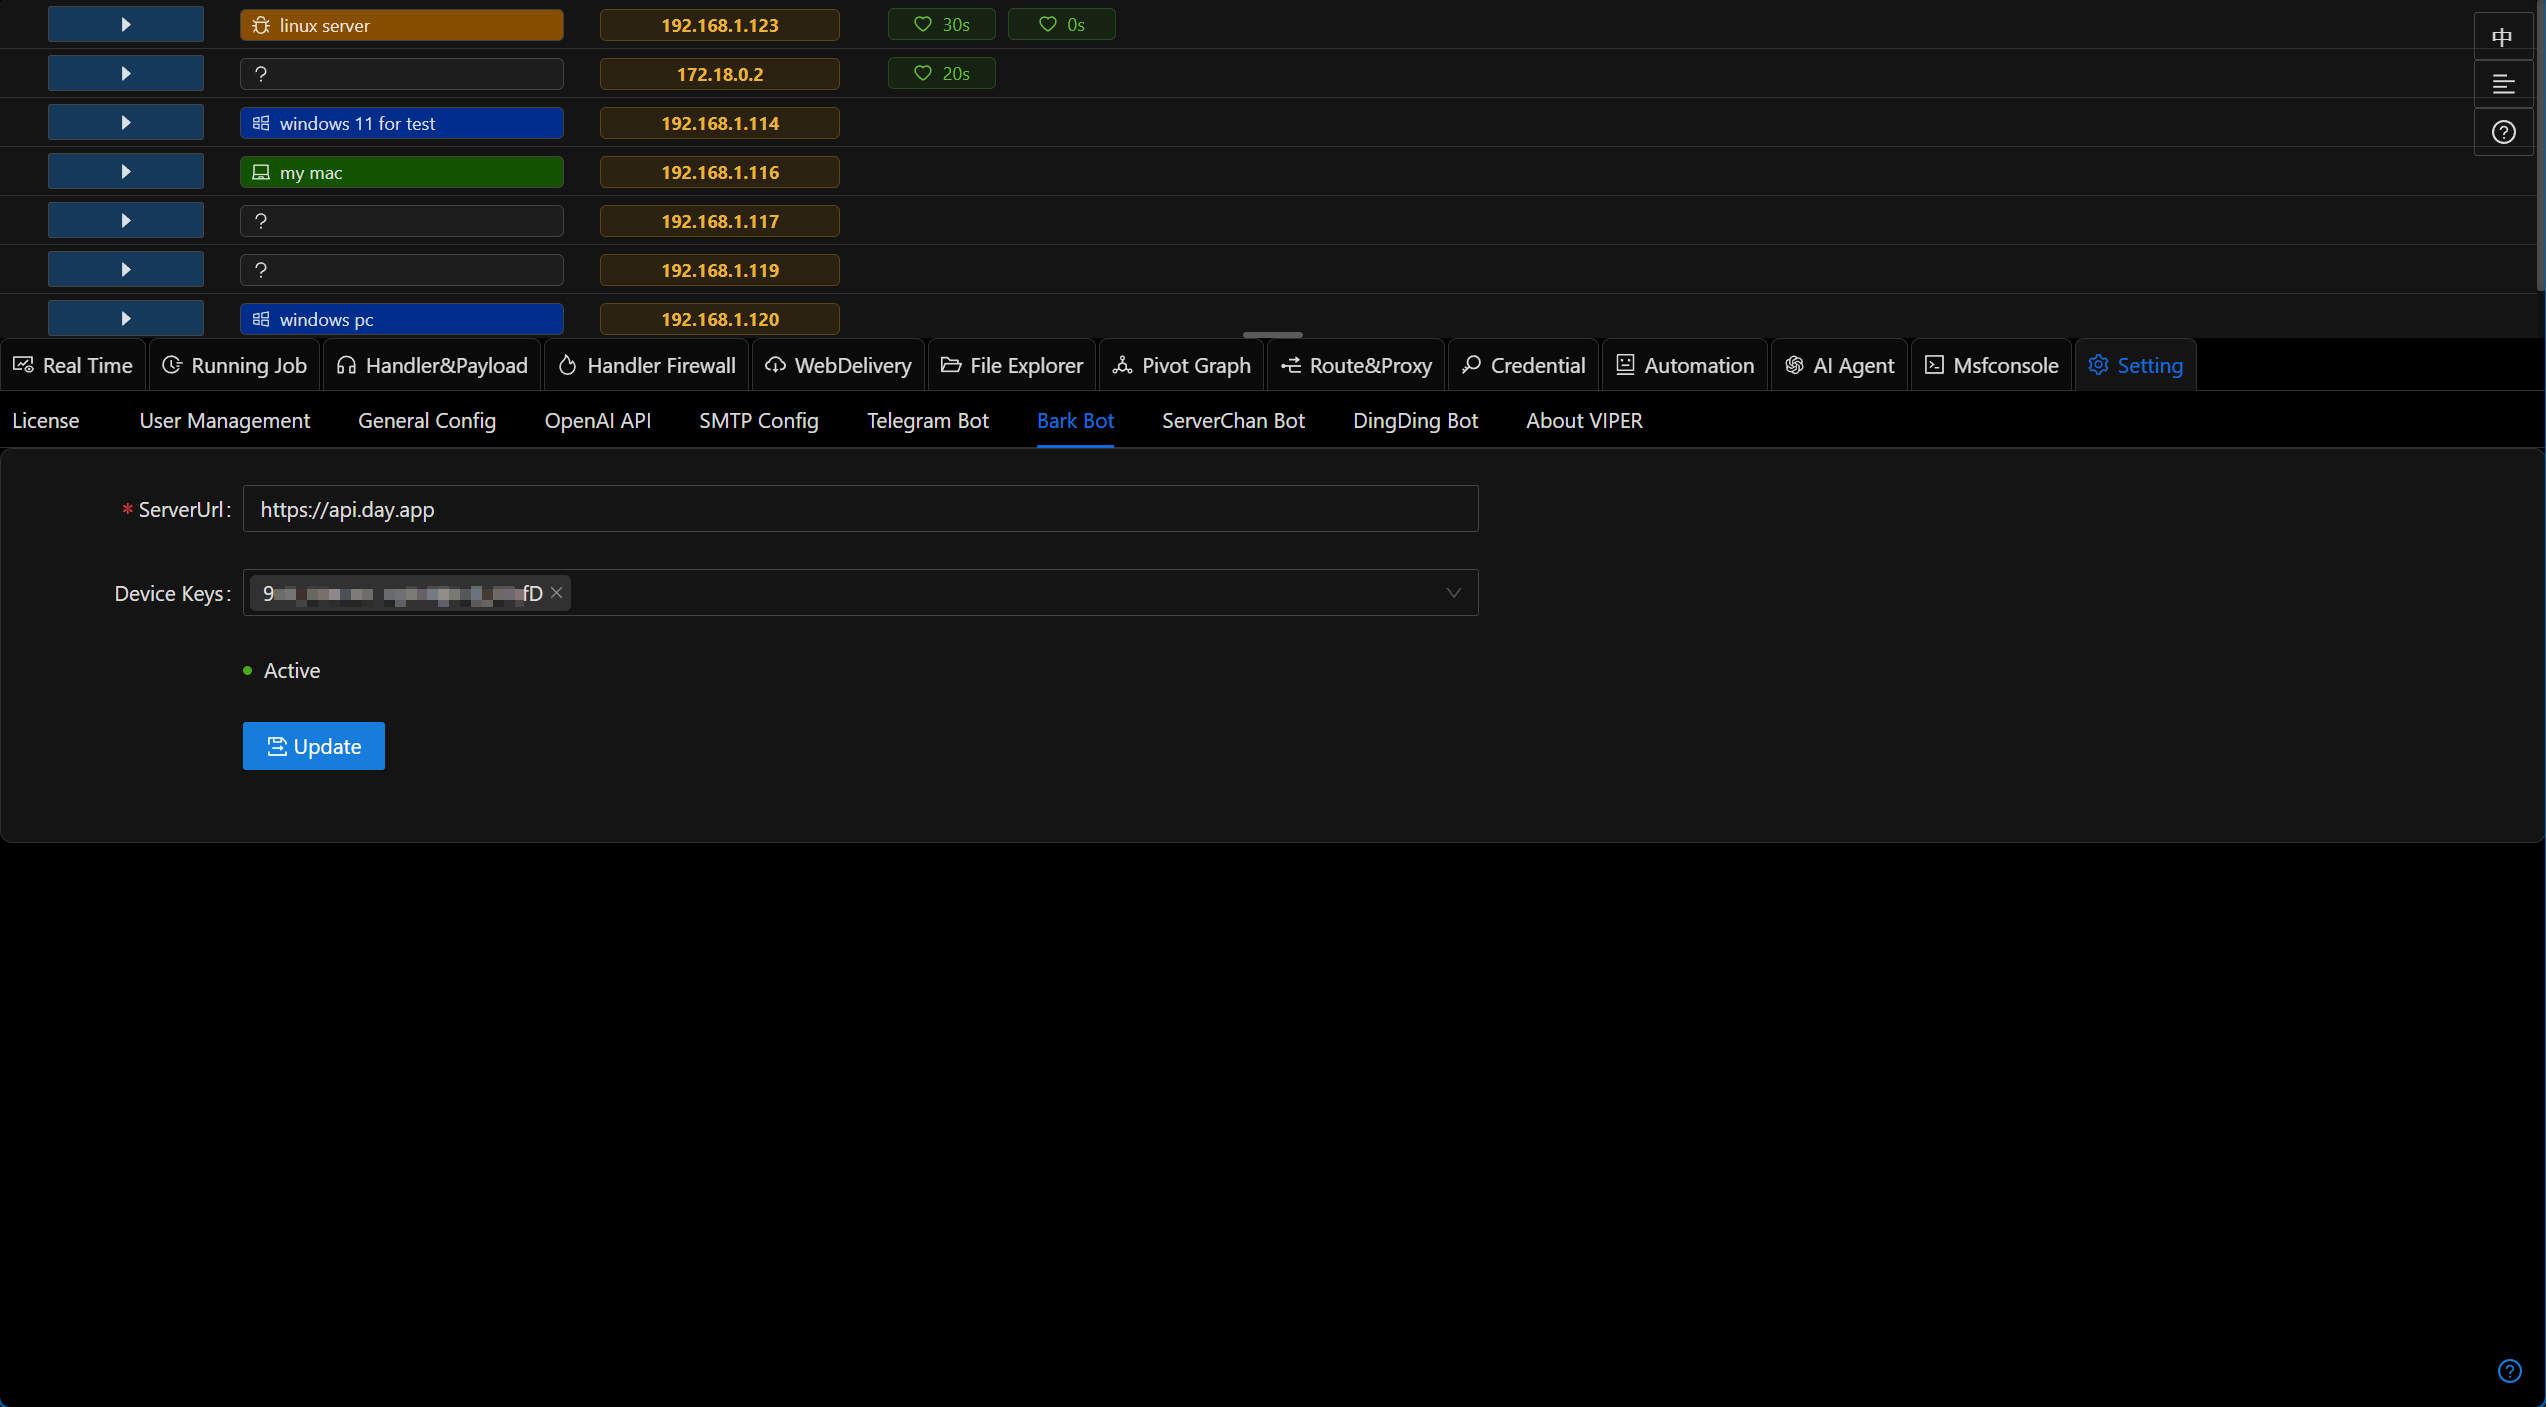 linux server 192.168.1.123 30s 0s
中
? 172.18.0.2 20s
windows 11 for test 192.168.1.114
?
my mac 192.168.1.116
? 192.168.1.117
? 192.168.1.119
windows pc 192.168.1.120
Real Time Running Job Handler&Payload Handler Firewall WebDelivery File Explorer Pivot Graph Route&Proxy Credential Automation AI Agent Msfconsole Setting
License User Management General Config OpenAI API SMTP Config Telegram Bot Bark Bot ServerChan Bot DingDing Bot About VIPER
* ServerUrl: https://api.day.app
Device Keys: 9 fD
Active
Update
?